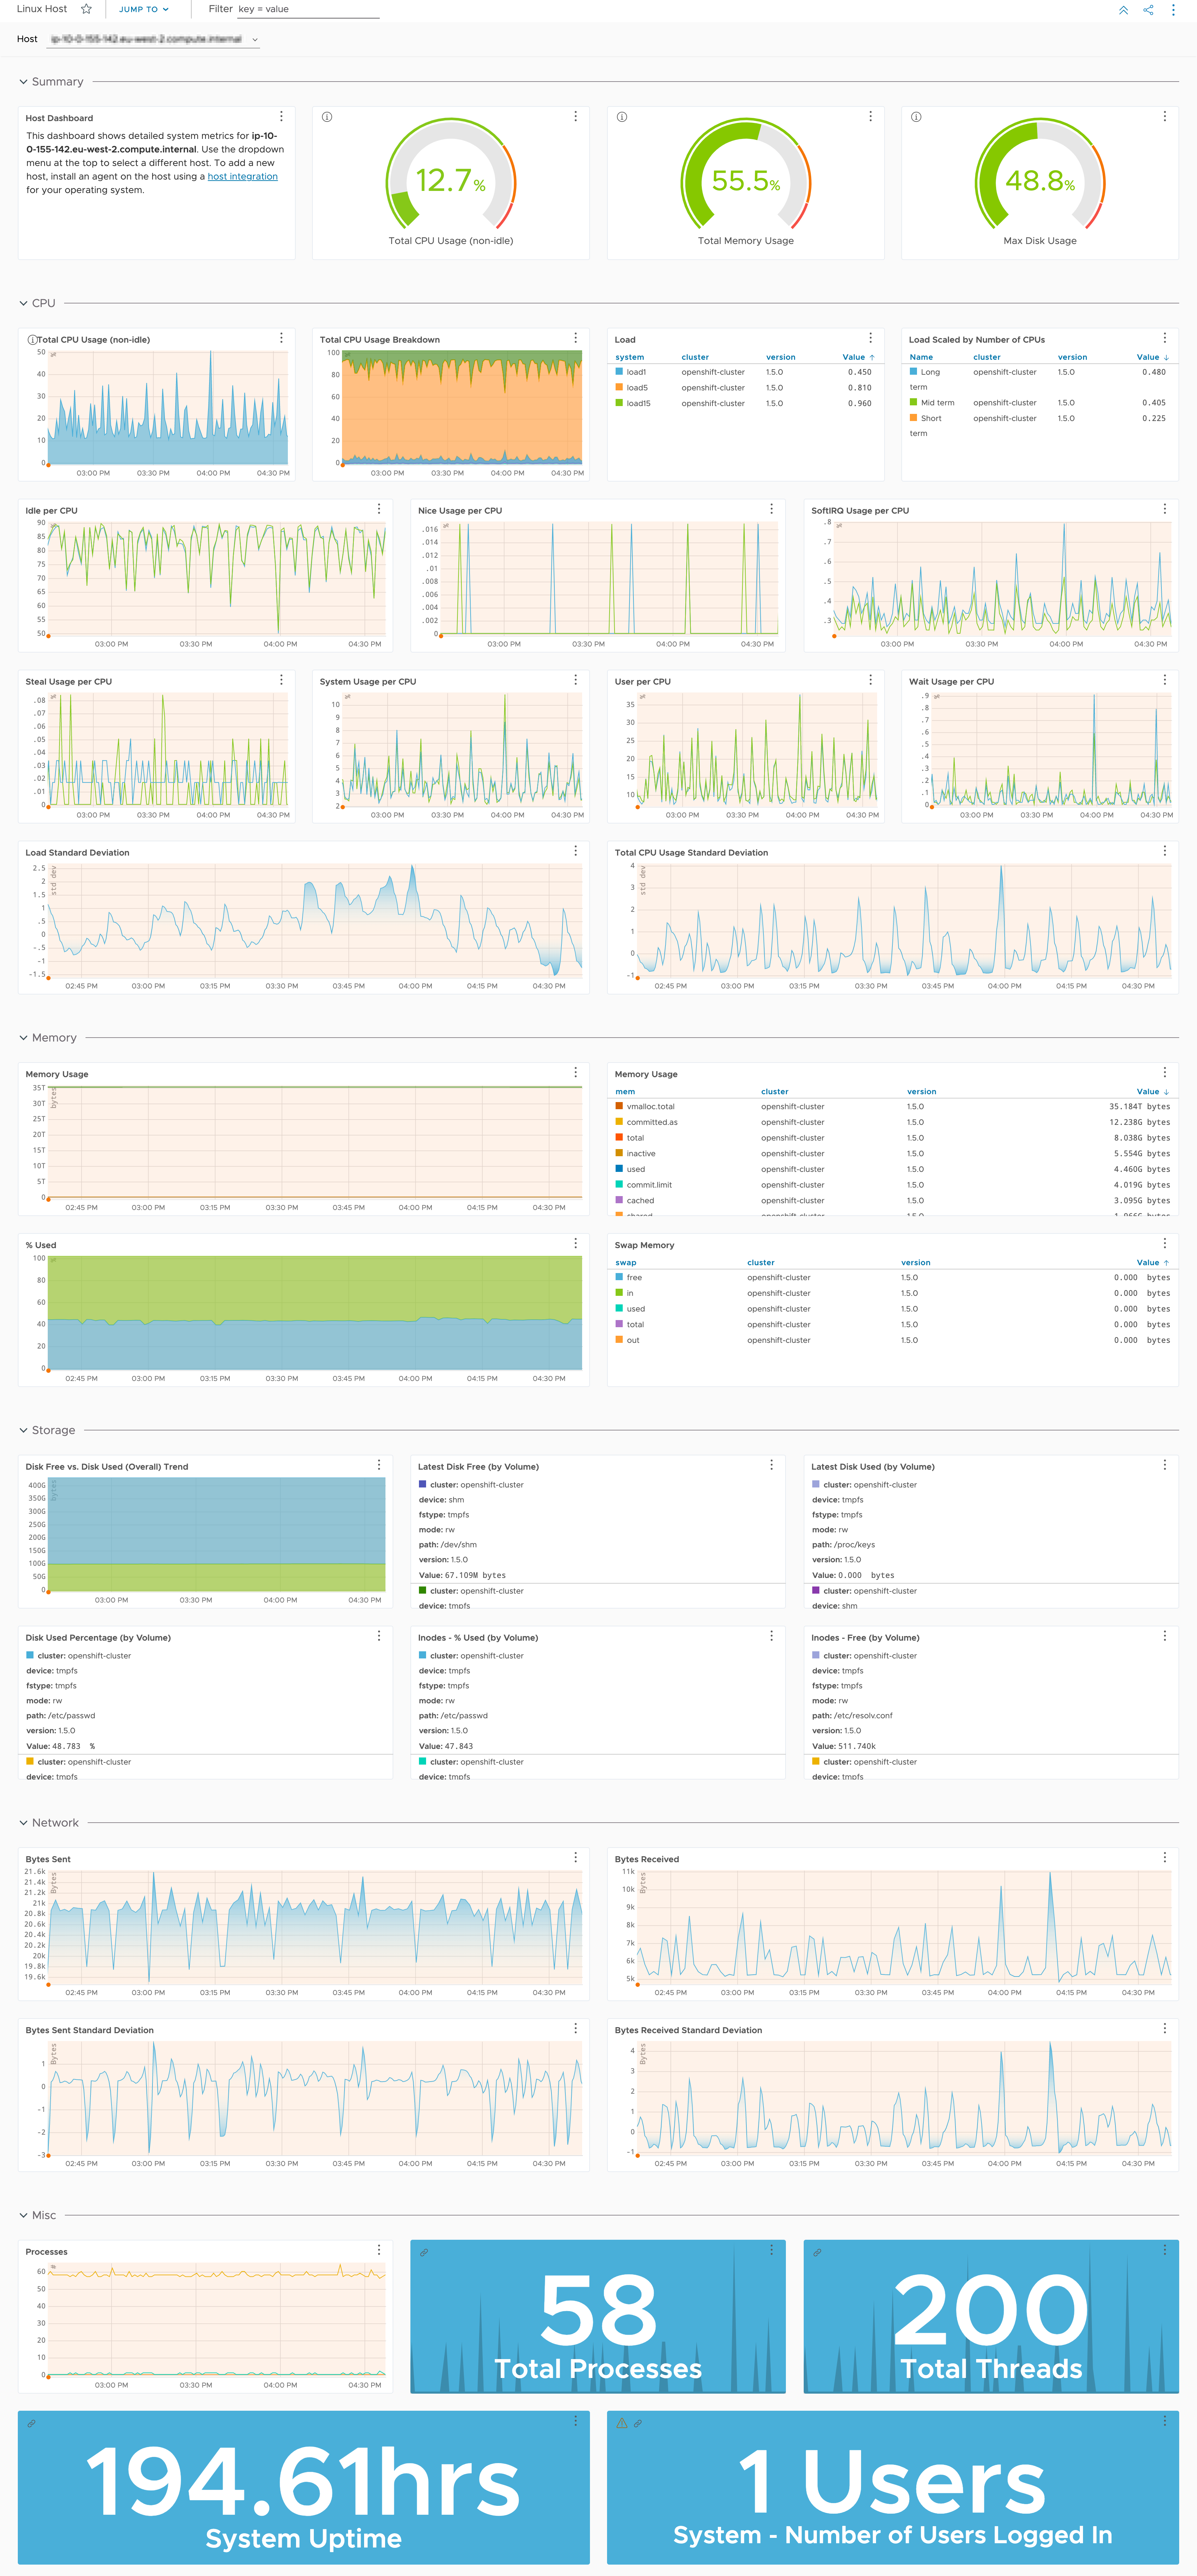 Linux Host JUMP TO Filter key = value
Host ip-10-0-155-142.eu-west-2.compute.internal
Summary
Host Dashboard
This dashboard shows detailed system metrics for ip-10-
0-155-142.eu-west-2.compute.internal. Use the
dropdown menu at the top to select a different host. To add a new
host, install an agent on the host using a host integration
for your operating system.
12.7%
Total CPU Usage (non-idle)
55.5%
Total Memory Usage
48.8%
Max Disk Usage
CPU
Total CPU Usage (non-idle)
50
40
30
20
10
0
03:00 PM 03:30 PM 04:00 PM 04:30 PM
Total CPU Usage Breakdown
100
80
60
40
20
0
03:00 PM 03:30 PM 04:00 PM 04:30 PM
Load
system cluster version Value ↑
load1 openshift-cluster 1.5.0 0.450
load5 openshift-cluster 1.5.0 0.810
load15 openshift-cluster 1.5.0 0.960
Load Scaled by Number of CPUs
Name cluster version Value ↓
Long openshift-cluster 1.5.0 0.480
term
Mid term openshift-cluster 1.5.0 0.405
Short openshift-cluster 1.5.0 0.225
term
Idle per CPU
90
85
80
75
70
65
60
55
50
03:00 PM 03:30 PM 04:00 PM 04:30 PM
Nice Usage per CPU
.016
.014
.012
.01
.008
.006
.004
.002
0
03:00 PM 03:30 PM 04:00 PM 04:30 PM
SoftIRQ Usage per CPU
.8
.7
.6
.5
.4
.3
03:00 PM 03:30 PM 04:00 PM 04:30 PM
Steal Usage per CPU
.08
.07
.06
.05
.04
.03
.02
.01
0
03:00 PM 03:30 PM 04:00 PM 04:30 PM
System Usage per CPU
10
9
8
7
6
5
4
3
2
03:00 PM 03:30 PM 04:00 PM 04:30 PM
User per CPU
35
30
25
20
15
10
03:00 PM 03:30 PM 04:00 PM 04:30 PM
Wait Usage per CPU
.9
.8
.7
.6
.5
.4
.3
.2
.1
0
03:00 PM 03:30 PM 04:00 PM 04:30 PM
Load Standard Deviation
std dev
2.5
2
1.5
1
.5
0
-.5
-1
-1.5
02:45 PM 03:00 PM 03:15 PM 03:30 PM 03:45 PM 04:00 PM 04:15 PM 04:30 PM
Total CPU Usage Standard Deviation
std dev
4
3
2
1
0
-1
02:45 PM 03:00 PM 03:15 PM 03:30 PM 03:45 PM 04:00 PM 04:15 PM 04:30 PM
Memory
Memory Usage
bytes
35T
30T
25T
20T
15T
10T
5T
0
02:45 PM 03:00 PM 03:15 PM 03:30 PM 03:45 PM 04:00 PM 04:15 PM 04:30 PM
Memory Usage
mem cluster version Value ↓
vmalloc.total openshift-cluster 1.5.0 35.184T bytes
committed.as openshift-cluster 1.5.0 12.238G bytes
total openshift-cluster 1.5.0 8.038G bytes
inactive openshift-cluster 1.5.0 5.554G bytes
used openshift-cluster 1.5.0 4.460G bytes
commit.limit openshift-cluster 1.5.0 4.019G bytes
cached openshift-cluster 1.5.0 3.095G bytes
% Used
100
80
60
40
20
0
02:45 PM 03:00 PM 03:15 PM 03:30 PM 03:45 PM 04:00 PM 04:15 PM 04:30 PM
Swap Memory
swap cluster version Value ↑
free openshift-cluster 1.5.0 0.000 bytes
in openshift-cluster 1.5.0 0.000 bytes
used openshift-cluster 1.5.0 0.000 bytes
total openshift-cluster 1.5.0 0.000 bytes
out openshift-cluster 1.5.0 0.000 bytes
Storage
Disk Free vs. Disk Used (Overall) Trend
bytes
400G
350G
300G
250G
200G
150G
100G
50G
0
03:00 PM 03:30 PM 04:00 PM 04:30 PM
Latest Disk Free (by Volume)
cluster: openshift-cluster
device: shm
fstype: tmpfs
mode: rw
path: /dev/shm
version: 1.5.0
Value: 67.109M bytes
cluster: openshift-cluster
device: tmpfs
Latest Disk Used (by Volume)
cluster: openshift-cluster
device: tmpfs
fstype: tmpfs
mode: rw
path: /proc/keys
version: 1.5.0
Value: 0.000 bytes
cluster: openshift-cluster
device: shm
Disk Used Percentage (by Volume)
cluster: openshift-cluster
device: tmpfs
fstype: tmpfs
mode: rw
path: /etc/passwd
version: 1.5.0
Value: 48.783 %
cluster: openshift-cluster
device: tmpfs
Inodes - % Used (by Volume)
cluster: openshift-cluster
device: tmpfs
fstype: tmpfs
mode: rw
path: /etc/passwd
version: 1.5.0
Value: 47.843
cluster: openshift-cluster
device: tmpfs
Inodes - Free (by Volume)
cluster: openshift-cluster
device: tmpfs
fstype: tmpfs
mode: rw
path: /etc/resolv.conf
version: 1.5.0
Value: 511.740k
cluster: openshift-cluster
device: tmpfs
Network
Bytes Sent
Bytes
21.6k
21.4k
21.2k
21k
20.8k
20.6k
20.4k
20.2k
20k
19.8k
19.6k
02:45 PM 03:00 PM 03:15 PM 03:30 PM 03:45 PM 04:00 PM 04:15 PM 04:30 PM
Bytes Received
Bytes
11k
10k
9k
8k
7k
6k
5k
02:45 PM 03:00 PM 03:15 PM 03:30 PM 03:45 PM 04:00 PM 04:15 PM 04:30 PM
Bytes Sent Standard Deviation
Bytes
1
0
-1
-2
-3
02:45 PM 03:00 PM 03:15 PM 03:30 PM 03:45 PM 04:00 PM 04:15 PM 04:30 PM
Bytes Received Standard Deviation
Bytes
4
3
2
1
0
-1
02:45 PM 03:00 PM 03:15 PM 03:30 PM 03:45 PM 04:00 PM 04:15 PM 04:30 PM
Misc
Processes
#
60
50
40
30
20
10
0
03:00 PM 03:30 PM 04:00 PM 04:30 PM
58
Total Processes
200
Total Threads
194.61hrs
System Uptime
1 Users
System - Number of Users Logged In